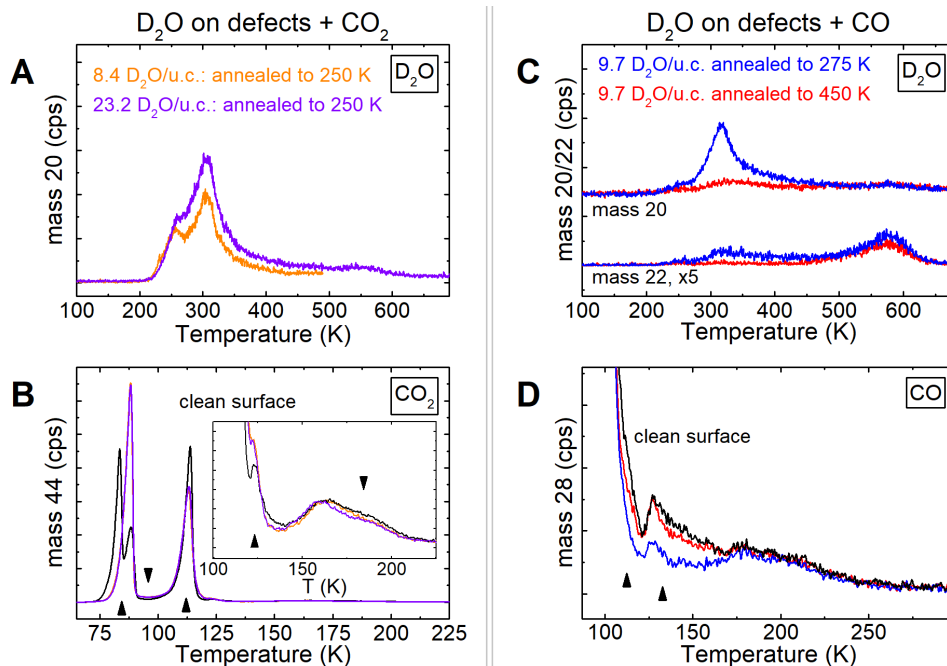 D₂O on defects + CO₂
A
D₂O
8.4 D₂O/u.c.: annealed to 250 K
23.2 D₂O/u.c.: annealed to 250 K
mass 20 (cps)
100 200 300 400 500 600
Temperature (K)
B
CO₂
clean surface
mass 44 (cps)
100 150 200
T (K)
75 100 125 150 175 200 225
Temperature (K)
D₂O on defects + CO
C
D₂O
9.7 D₂O/u.c. annealed to 275 K
9.7 D₂O/u.c. annealed to 450 K
mass 20/22 (cps)
mass 20
mass 22, x5
100 200 300 400 500 600
Temperature (K)
D
CO
clean surface
mass 28 (cps)
100 150 200 250
Temperature (K)